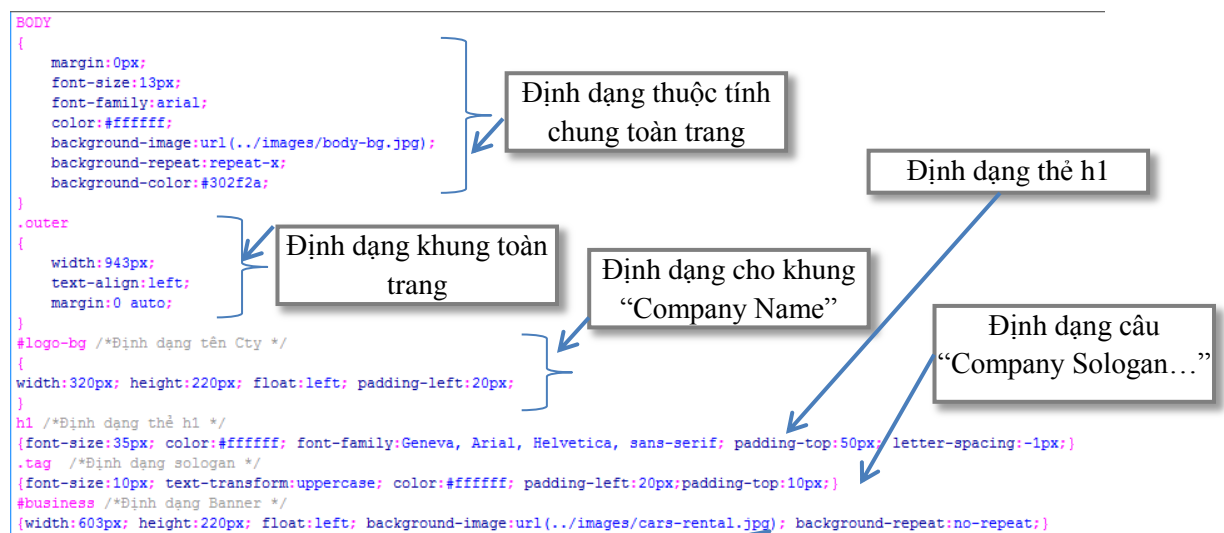 BODY
{
margin:0px;
font-size:13px;
font-family:arial;
color:#ffffff;
background-image:url(../images/body-bg.jpg);
background-repeat:repeat-x;
background-color:#302f2a;
}
Định dạng thuộc tính
chung toàn trang
Định dạng thẻ h1
.outer
{
width:943px;
text-align:left;
margin:0 auto;
}
Định dạng khung toàn
trang
Định dạng cho khung
“Company Name”
Định dạng câu
“Company Sologan…”
#logo-bg /*Định dạng tên Cty */
{
width:320px; height:220px; float:left; padding-left:20px;
}
h1 /*Định dạng thẻ h1 */
{font-size:35px; color:#ffffff; font-family:Geneva, Arial, Helvetica, sans-serif; padding-top:50px; letter-spacing:-1px;}
.tag /*Định dạng sologan */
{font-size:10px; text-transform:uppercase; color:#ffffff; padding-left:20px;padding-top:10px;}
#business /*Định dạng Banner */
{width:603px; height:220px; float:left; background-image:url(../images/cars-rental.jpg); background-repeat:no-repeat;}